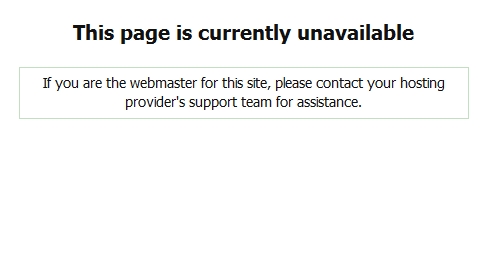 This page is currently unavailable
If you are the webmaster for this site, please contact your hosting
provider's support team for assistance.